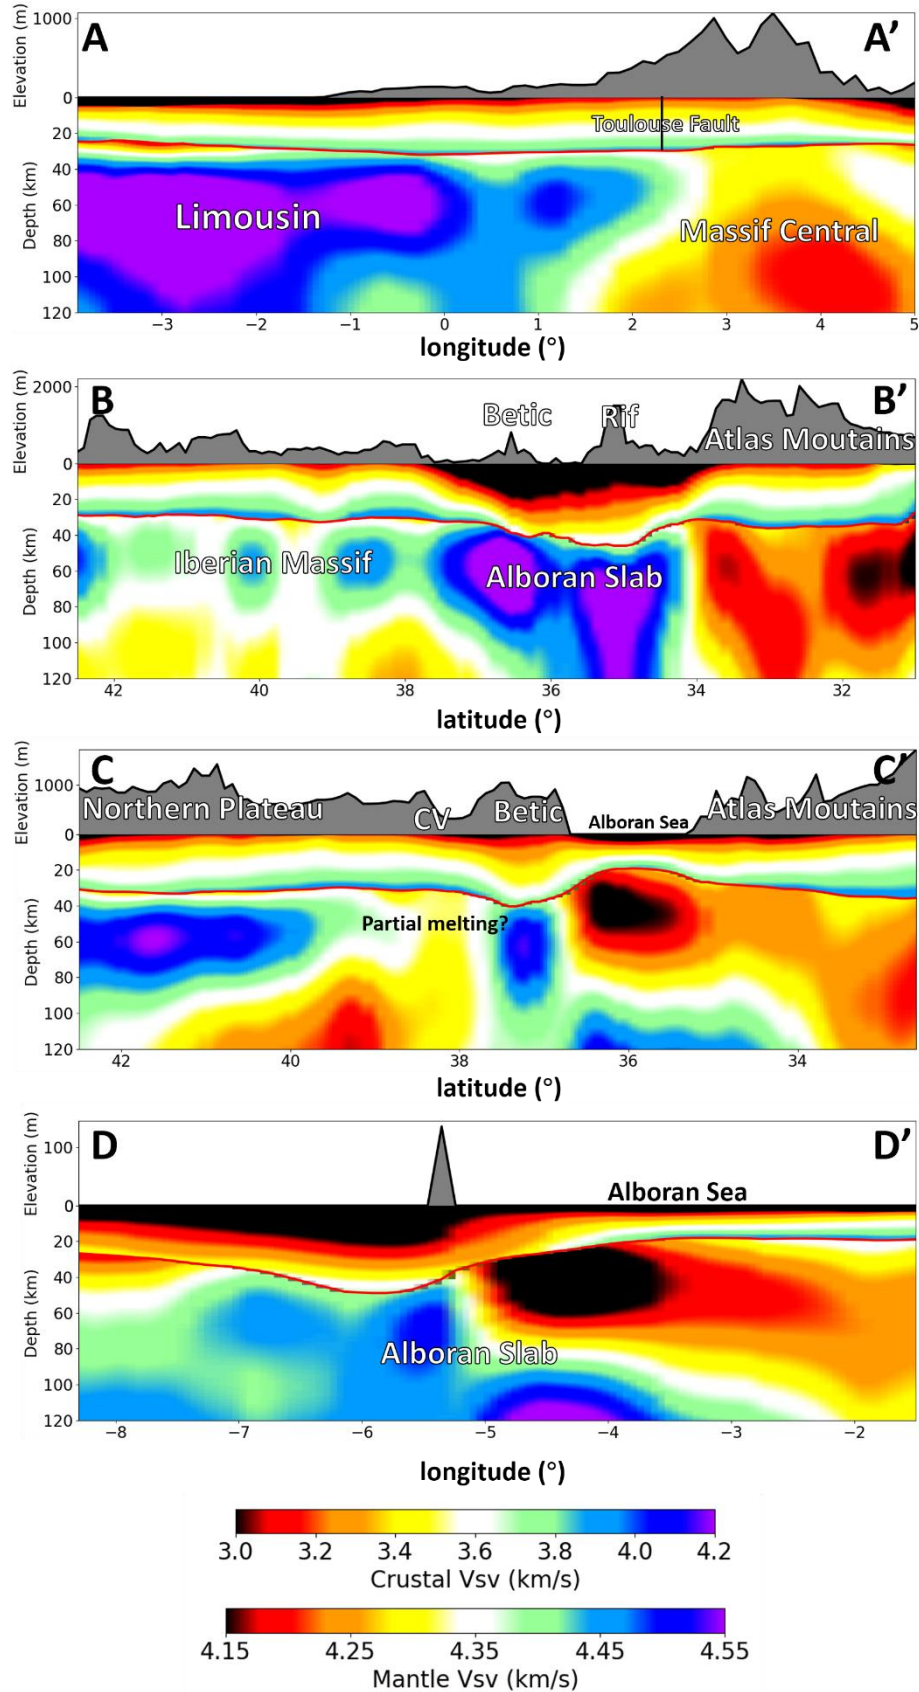 A
A'
Elevation (m)
1000
0
Toulouse Fault
20
40
60
80
100
120
Depth (km)
Limousin
Massif Central
−3
−2
−1
0
1
2
3
4
5
longitude (°)
B
B'
Elevation (m)
2000
0
Betic
Rif
Atlas Moutains
20
40
60
80
100
120
Depth (km)
Iberian Massif
Alboran Slab
42
40
38
36
34
32
latitude (°)
C
C'
Elevation (m)
1000
0
Northern Plateau
CV
Betic
Alboran Sea
Atlas Moutains
20
40
60
80
100
120
Depth (km)
Partial melting?
42
40
38
36
34
latitude (°)
D
D'
Elevation (m)
100
0
Alboran Sea
20
40
60
80
100
120
Depth (km)
Alboran Slab
−8
−7
−6
−5
−4
−3
−2
longitude (°)
3.0
3.2
3.4
3.6
3.8
4.0
4.2
Crustal Vsv (km/s)
4.15
4.25
4.35
4.45
4.55
Mantle Vsv (km/s)